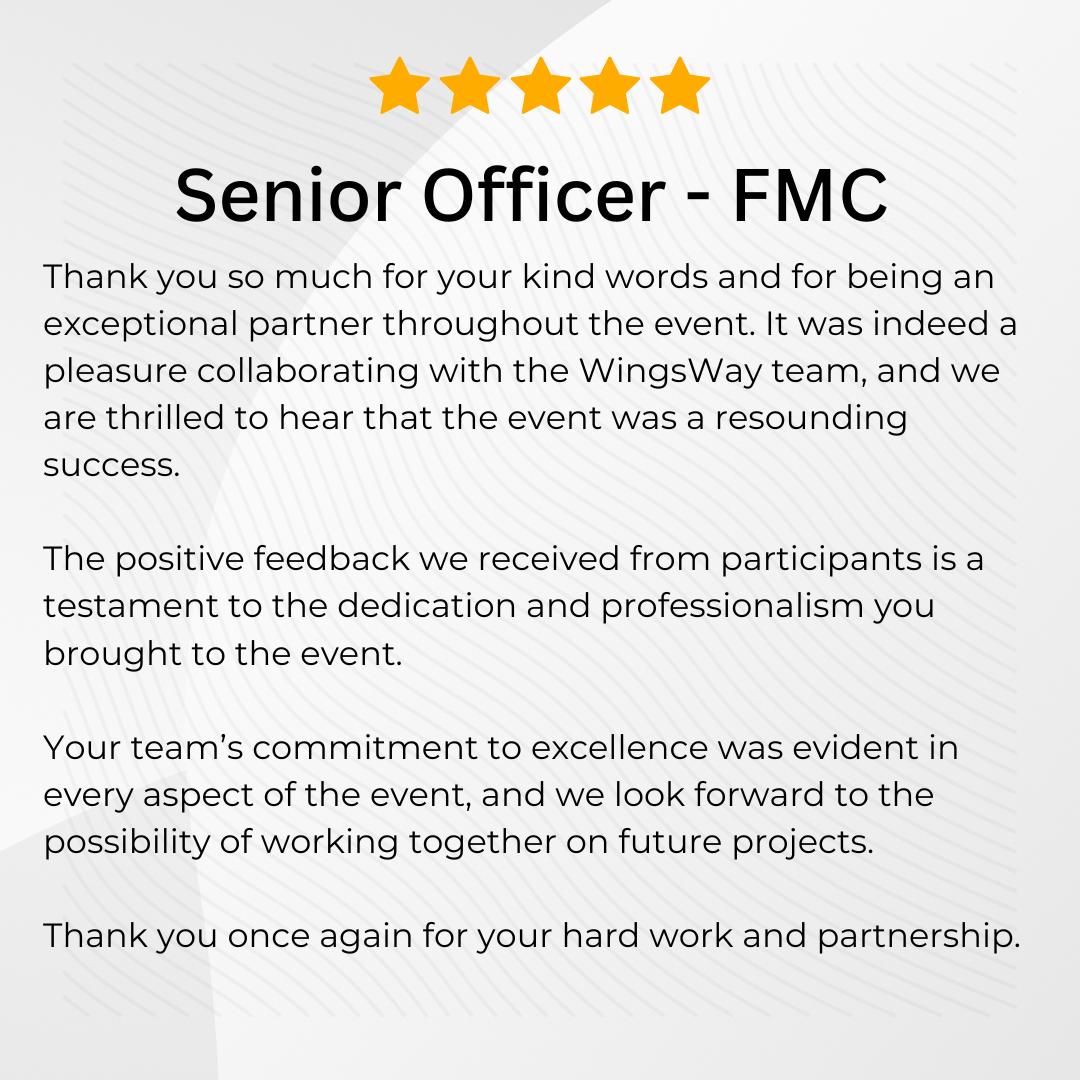 Senior Officer - FMC
Thank you so much for your kind words and for being an
exceptional partner throughout the event. It was indeed a
pleasure collaborating with the WingsWay team, and we
are thrilled to hear that the event was a resounding
success.
The positive feedback we received from participants is a
testament to the dedication and professionalism you
brought to the event.
Your team’s commitment to excellence was evident in
every aspect of the event, and we look forward to the
possibility of working together on future projects.
Thank you once again for your hard work and partnership.